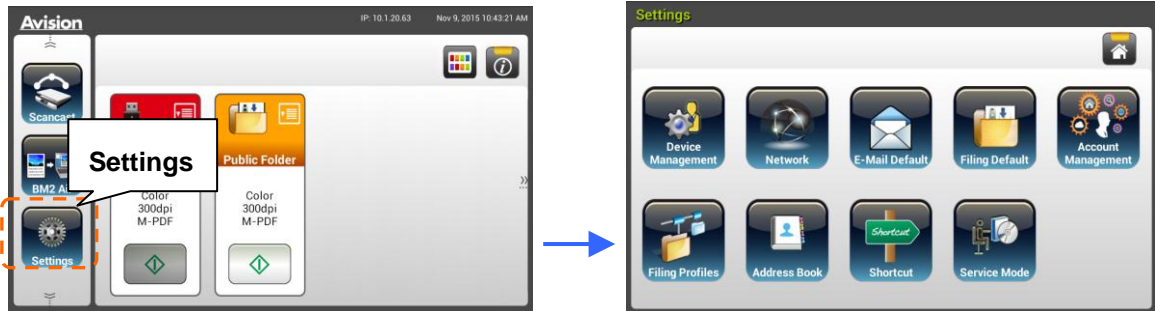 Avision
IP: 10.1.20.63
Nov 9, 2015 10:43:21 AM
Scancast
BM2 A
Settings
Settings
Public Folder
Color
300dpi
M-PDF
Color
300dpi
M-PDF
Settings
Device
Management
Network
E-Mail Default
Filing Default
Account
Management
Filing Profiles
Address Book
Shortcut
Shortcut
Service Mode